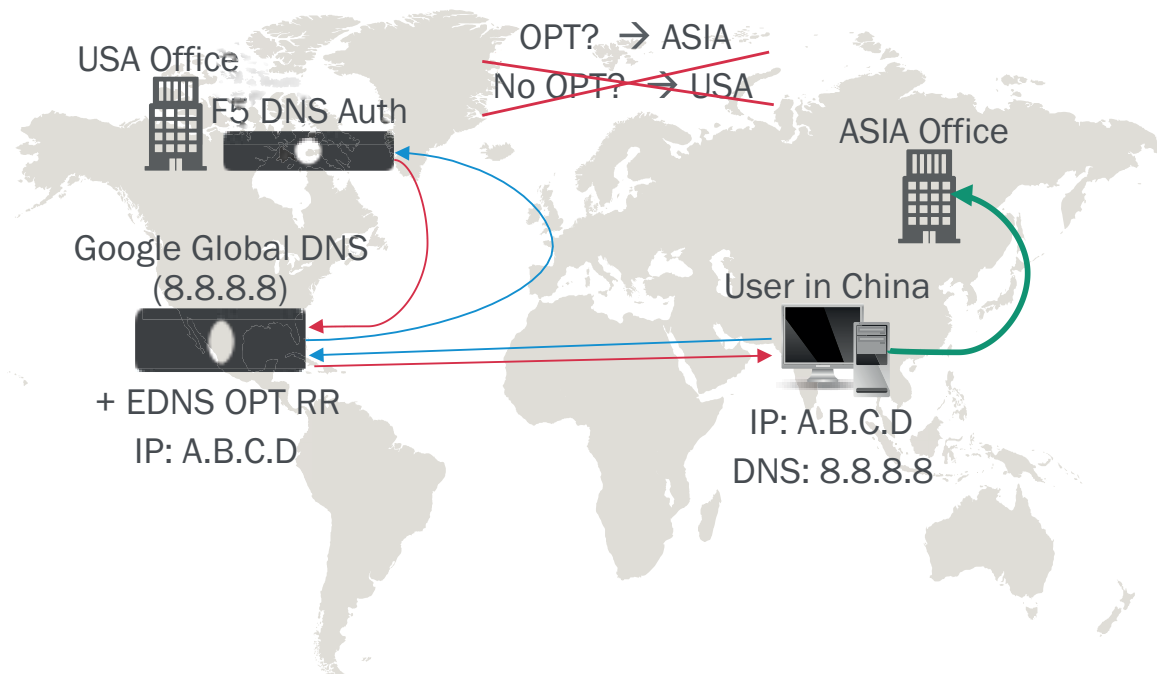 OPT? → ASIA
No OPT? → USA
USA Office
F5 DNS Auth
ASIA Office
Google Global DNS
(8.8.8.8)
+ EDNS OPT RR
IP: A.B.C.D
User in China
IP: A.B.C.D
DNS: 8.8.8.8